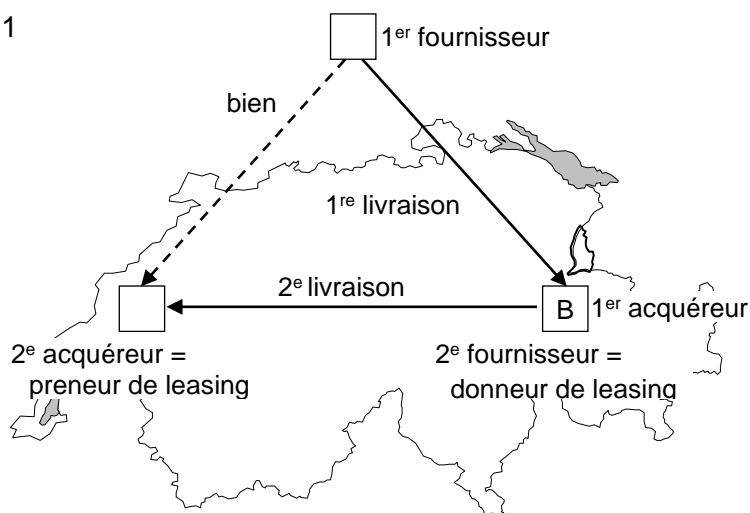 1
1er fournisseur
bien
1re livraison
2e livraison
B
1er acquéreur
2e acquéreur =
preneur de leasing
2e fournisseur =
donneur de leasing